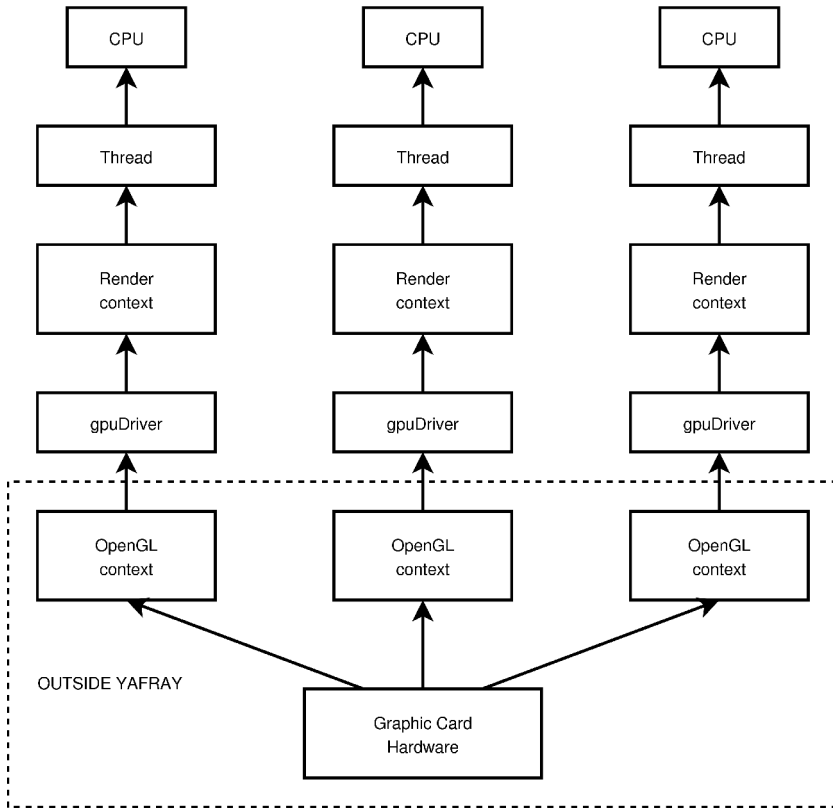 CPU
CPU
CPU
Thread
Thread
Thread
Render
context
Render
context
Render
context
gpuDriver
gpuDriver
gpuDriver
OpenGL
context
OpenGL
context
OpenGL
context
OUTSIDE YAFRAY
Graphic Card
Hardware